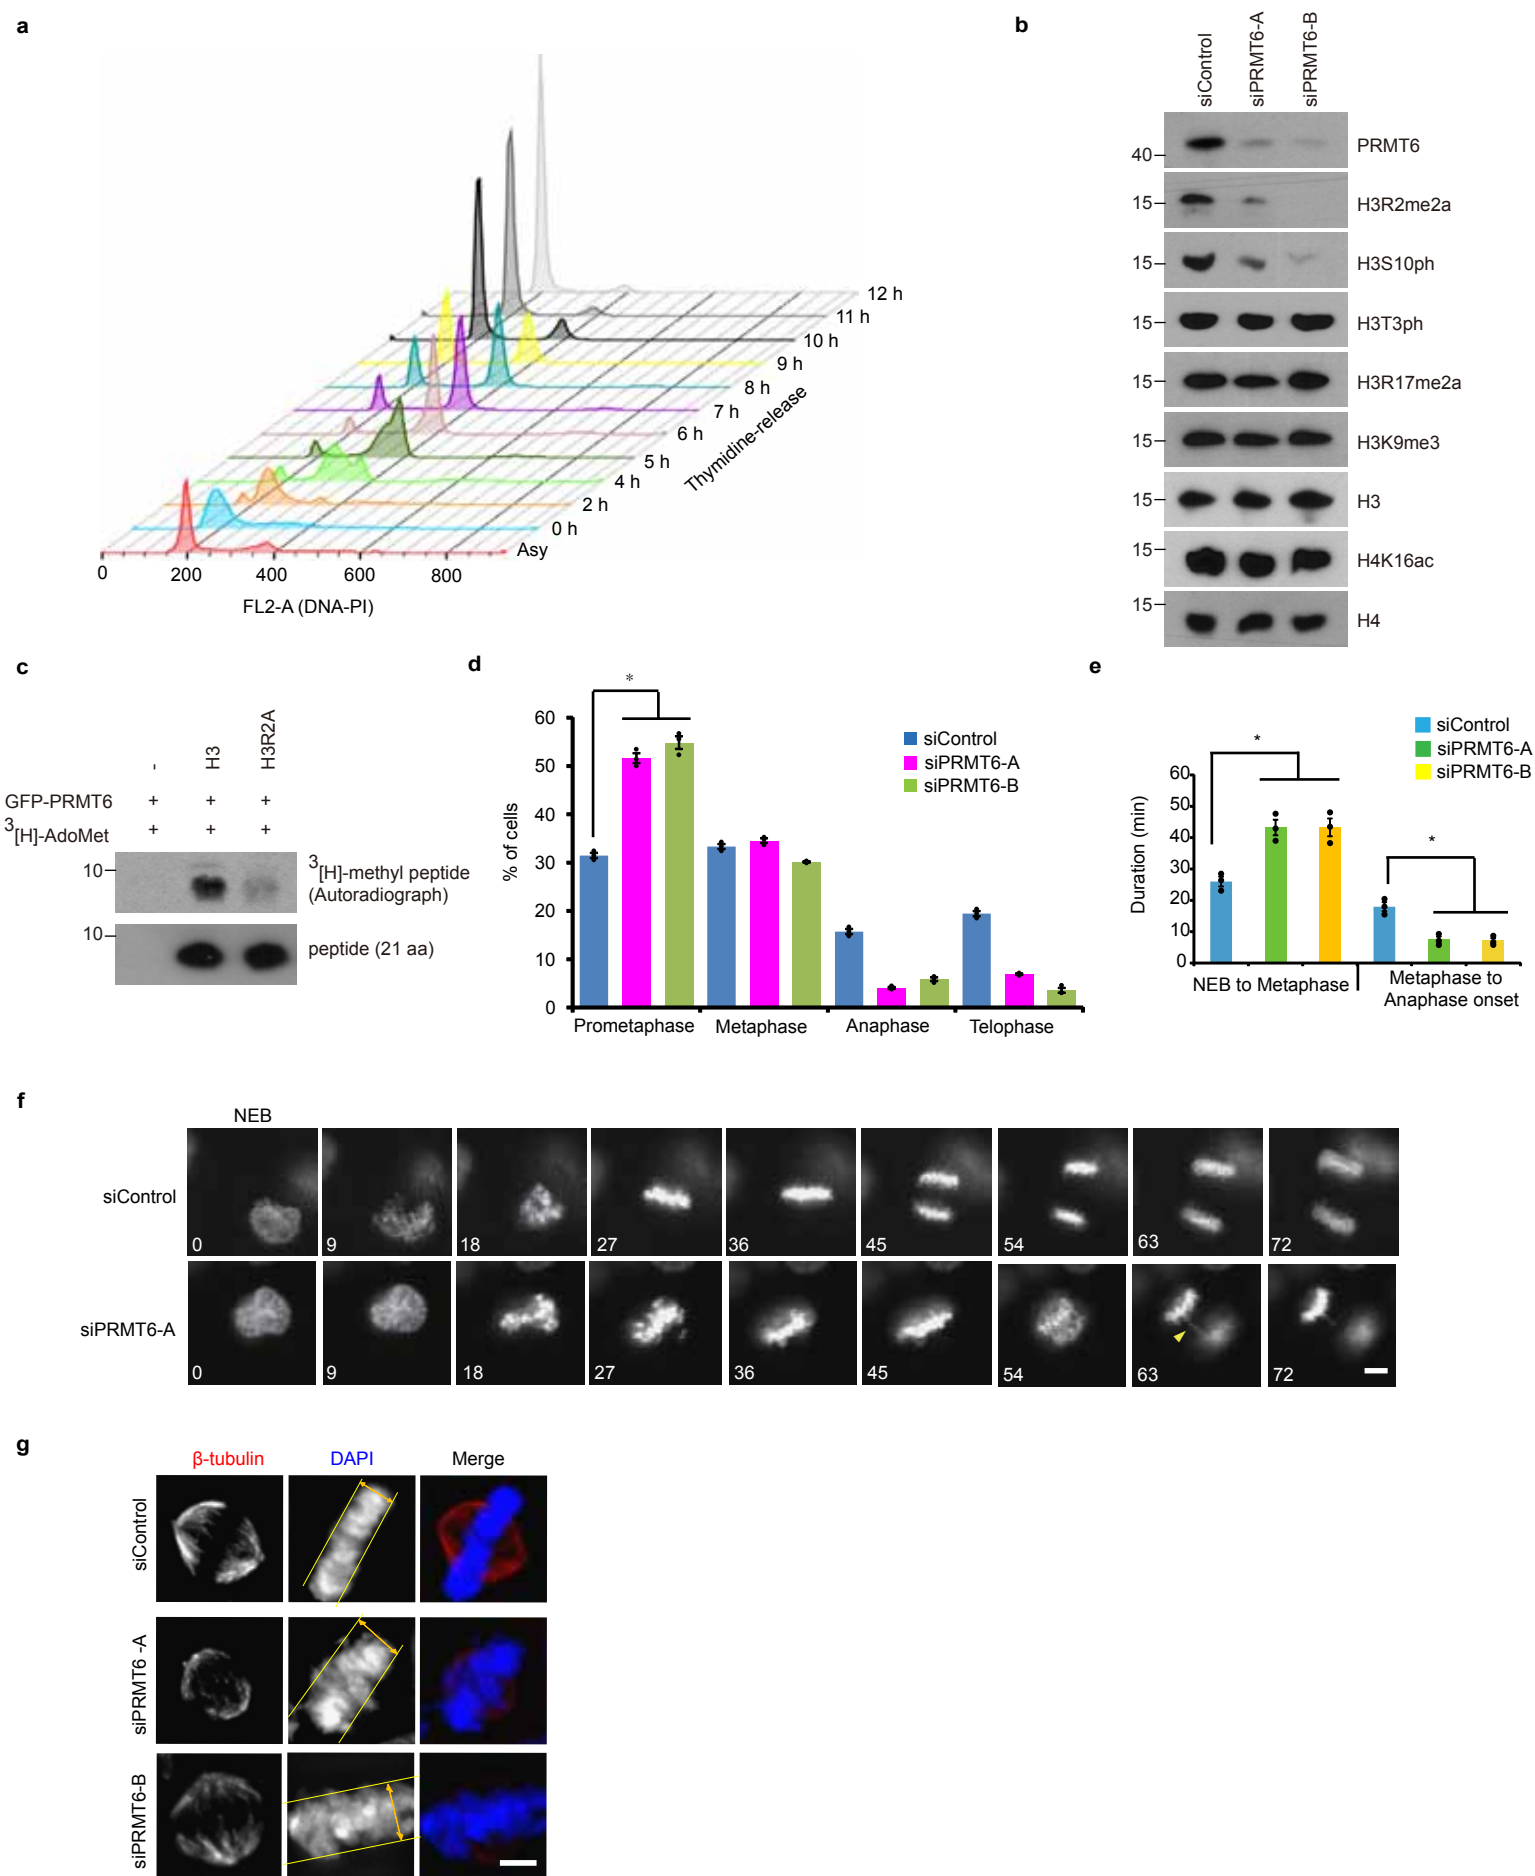 a
12 h
11 h
10 h
9 h
8 h
7 h
6 h
5 h
4 h
2 h
0 h
Asy
Thymidine-release
0 200 400 600 800
FL2-A (DNA-PI)
b
siControl
siPRMT6-A
siPRMT6-B
40 PRMT6
15 H3R2me2a
15 H3S10ph
15 H3T3ph
15 H3R17me2a
15 H3K9me3
15 H3
15 H4K16ac
15 H4
c
- H3 H3R2A
GFP-PRMT6 + + +
3[H]-AdoMet + + +
10
3[H]-methyl peptide
(Autoradiograph)
10
peptide (21 aa)
d
*
siControl
siPRMT6-A
siPRMT6-B
% of cells
60
50
40
30
20
10
0
Prometaphase Metaphase Anaphase Telophase
e
siControl
siPRMT6-A
siPRMT6-B
*
*
Duration (min)
60
50
40
30
20
10
0
NEB to Metaphase
Metaphase to
Anaphase onset
f
NEB
siControl
0 9 18 27 36 45 54 63 72
siPRMT6-A
0 9 18 27 36 45 54 63 72
g
β-tubulin DAPI Merge
siControl
siPRMT6 -A
siPRMT6-B